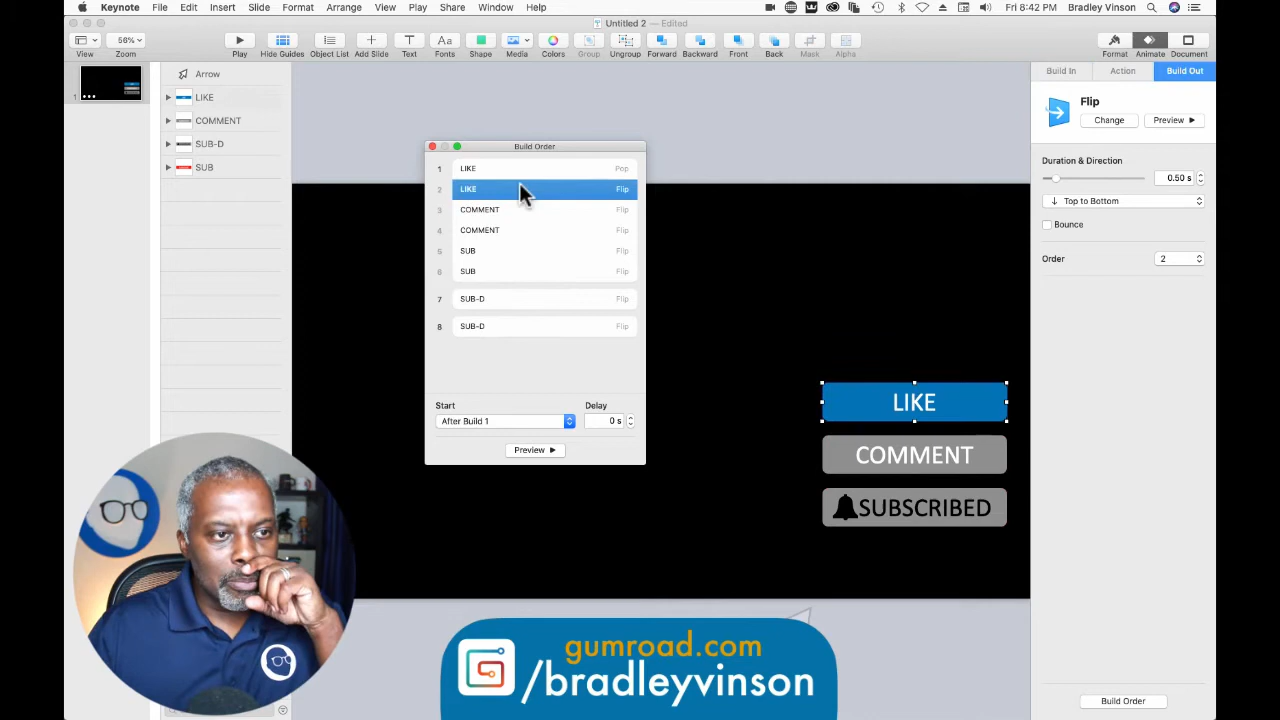 Keynote File Edit Insert Slide Format Arrange View Play Share Window Help
Fri 8:42 PM Bradley Vinson
Untitled 2 — Edited
56%
View Zoom Play Hide Guides Object List Add Slide Text Fonts Shape Media Colors Group Ungroup Forward Backward Front Back Mask Alpha Format Animate Document
1
Arrow
LIKE
COMMENT
SUB-D
SUB
Build Order
1 LIKE Pop
2 LIKE Flip
3 COMMENT Flip
4 COMMENT Flip
5 SUB Flip
6 SUB Flip
7 SUB-D Flip
8 SUB-D Flip
Start Delay
After Build 1 0 s
Preview
LIKE
COMMENT
SUBSCRIBED
Build In Action Build Out
Flip
Change Preview
Duration & Direction
0.50 s
Top to Bottom
Bounce
Order 2
Build Order
gumroad.com
/bradleyvinson